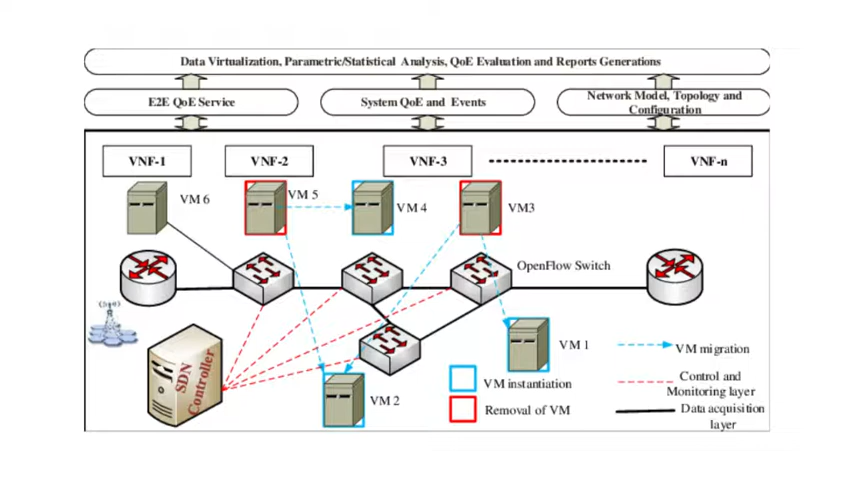 Data Virtualization, Parametric/Statistical Analysis, QoE Evaluation and Reports Generations
E2E QoE Service
System QoE and Events
Network Model, Topology and
Configuration
VNF-1
VNF-2
VNF-3
VNF-n
VM 6
VM 5
VM 4
VM3
OpenFlow Switch
SDN
Controller
VM 1
VM 2
VM migration
VM instantiation
Control and
Monitoring layer
Removal of VM
Data acquisition
layer